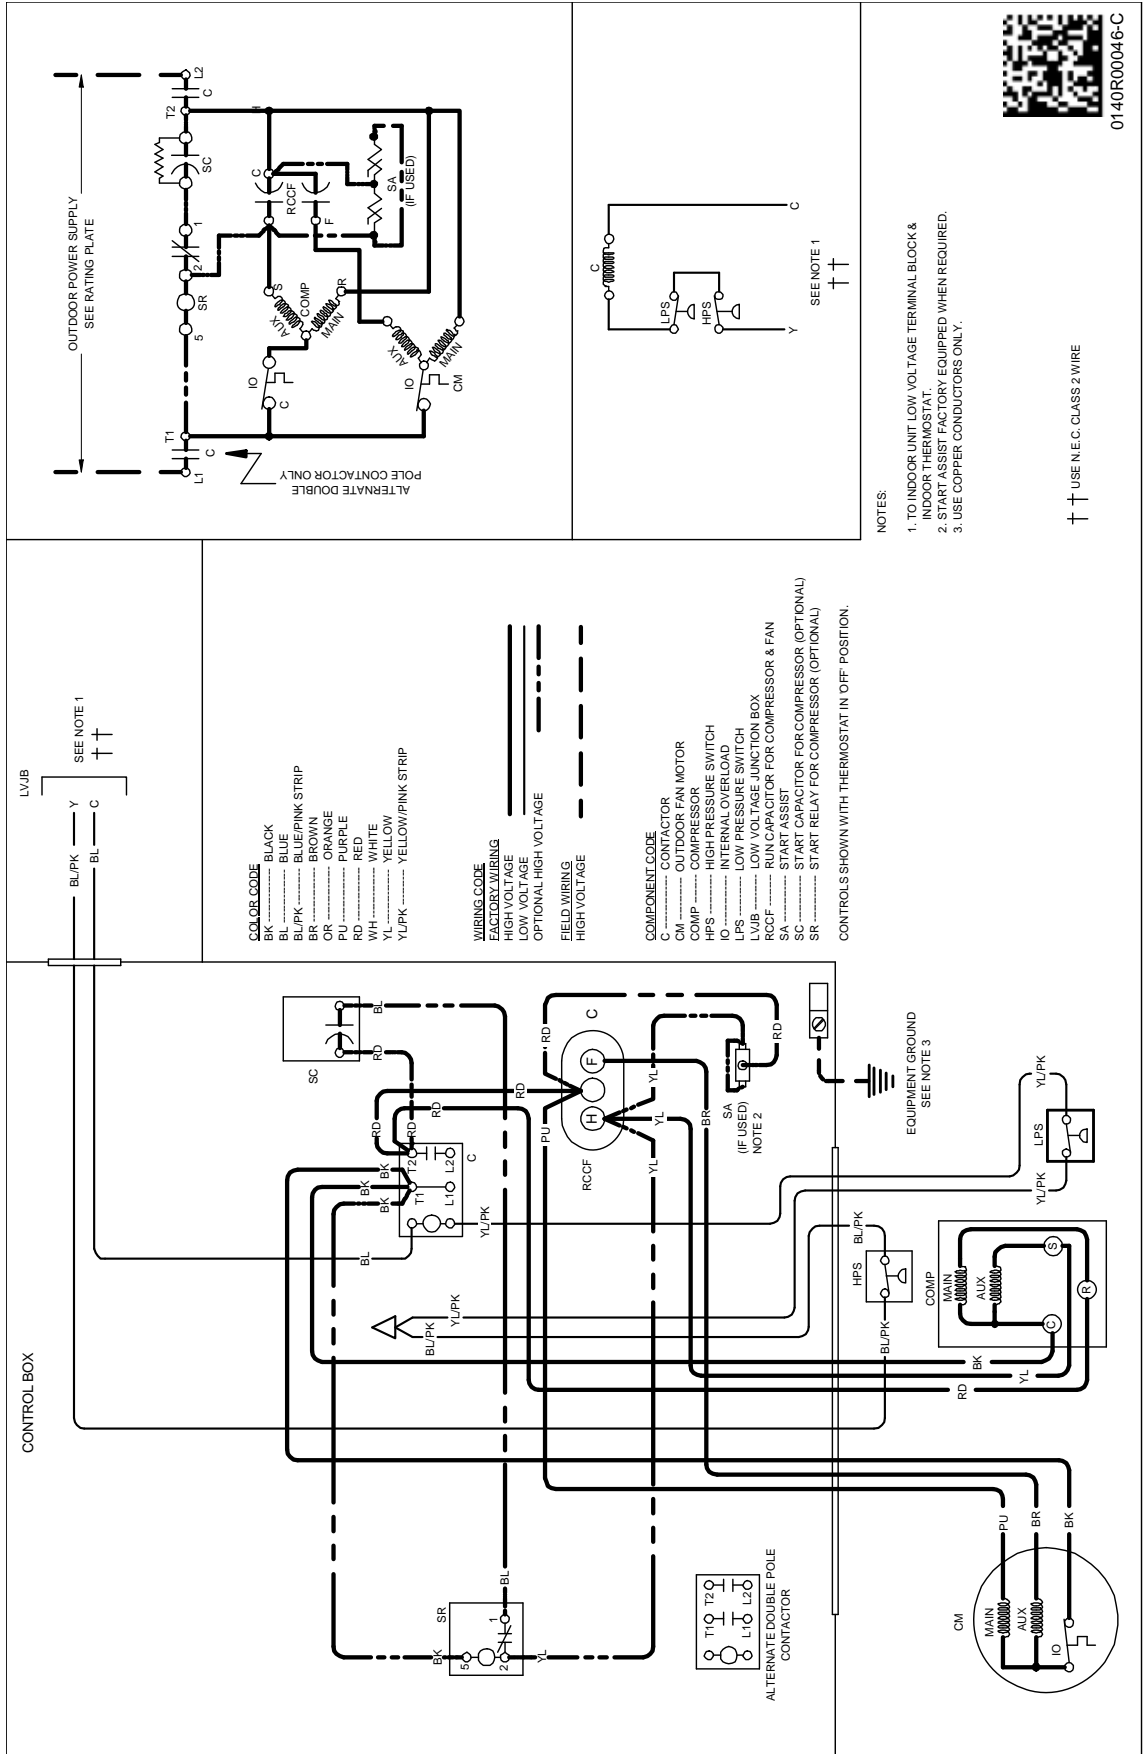 CONTROL BOX
LVJB
BL/PK
Y
BL
C
SEE NOTE 1
COLOR CODE
BK ---------- BLACK
BL ---------- BLUE
BL/PK ------- BLUE/PINK STRIP
BR ---------- BROWN
OR ---------- ORANGE
PU ---------- PURPLE
RD ---------- RED
WH ---------- WHITE
YL ---------- YELLOW
YL/PK ------- YELLOW/PINK STRIP
WIRING CODE
FACTORY WIRING
HIGH VOLTAGE
LOW VOLTAGE
OPTIONAL HIGH VOLTAGE
FIELD WIRING
HIGH VOLTAGE
COMPONENT CODE
C ---------- CONTACTOR
CM ---------- OUTDOOR FAN MOTOR
COMP ------- COMPRESSOR
HPS -------- HIGH PRESSURE SWITCH
IO ---------- INTERNAL OVERLOAD
LPS -------- LOW PRESSURE SWITCH
LVJB ------- LOW VOLTAGE JUNCTION BOX
RCCF ------- RUN CAPACITOR FOR COMPRESSOR & FAN
SA ---------- START ASSIST
SC ---------- START CAPACITOR FOR COMPRESSOR (OPTIONAL)
SR ---------- START RELAY FOR COMPRESSOR (OPTIONAL)
CONTROLS SHOWN WITH THERMOSTAT IN 'OFF' POSITION.
OUTDOOR POWER SUPPLY
SEE RATING PLATE
L1
C
T1
5
SR
2
1
SC
T2
C
L2
ALTERNATE DOUBLE
POLE CONTACTOR ONLY
IO
C
AUX
S
COMP
MAIN
R
RCCF
C
H
F
SA
(IF USED)
IO
AUX
MAIN
CM
C
LPS
HPS
Y
C
SEE NOTE 1
NOTES:
1. TO INDOOR UNIT LOW VOLTAGE TERMINAL BLOCK &
INDOOR THERMOSTAT.
2. START ASSIST FACTORY EQUIPPED WHEN REQUIRED.
3. USE COPPER CONDUCTORS ONLY.
†† USE N.E.C. CLASS 2 WIRE
0140R00046-C
SC
RD
BL
BK
BK
BK
RD
RD
RD
RD
T2
L2
T1
L1
C
BL
YL/PK
BL/PK
YL/PK
SR
BK
5
2
1
YL
BL
RCCF
H
F
C
PU
RD
YL
YL
YL
BR
RD
SA
(IF USED)
NOTE 2
ALTERNATE DOUBLE POLE
CONTACTOR
T1
T2
L1
L2
EQUIPMENT GROUND
SEE NOTE 3
HPS
BL/PK
BL/PK
LPS
YL/PK
YL/PK
COMP
MAIN
AUX
C
S
R
BK
YL
RD
CM
MAIN
AUX
IO
PU
BR
BK